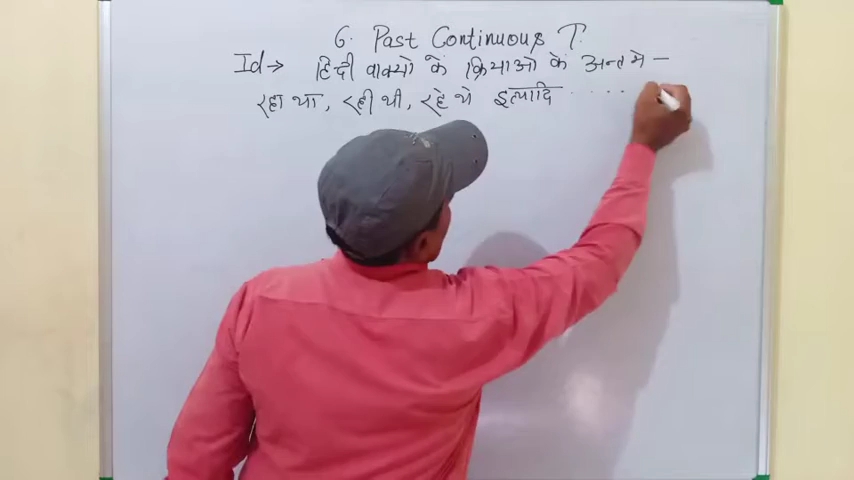 6. Past Continuous T.
Id→ हिंदी वाक्यो के क्रियाओ के अन्त मे —
रहा था, रही थी, रहे थे इत्यादि . . . .